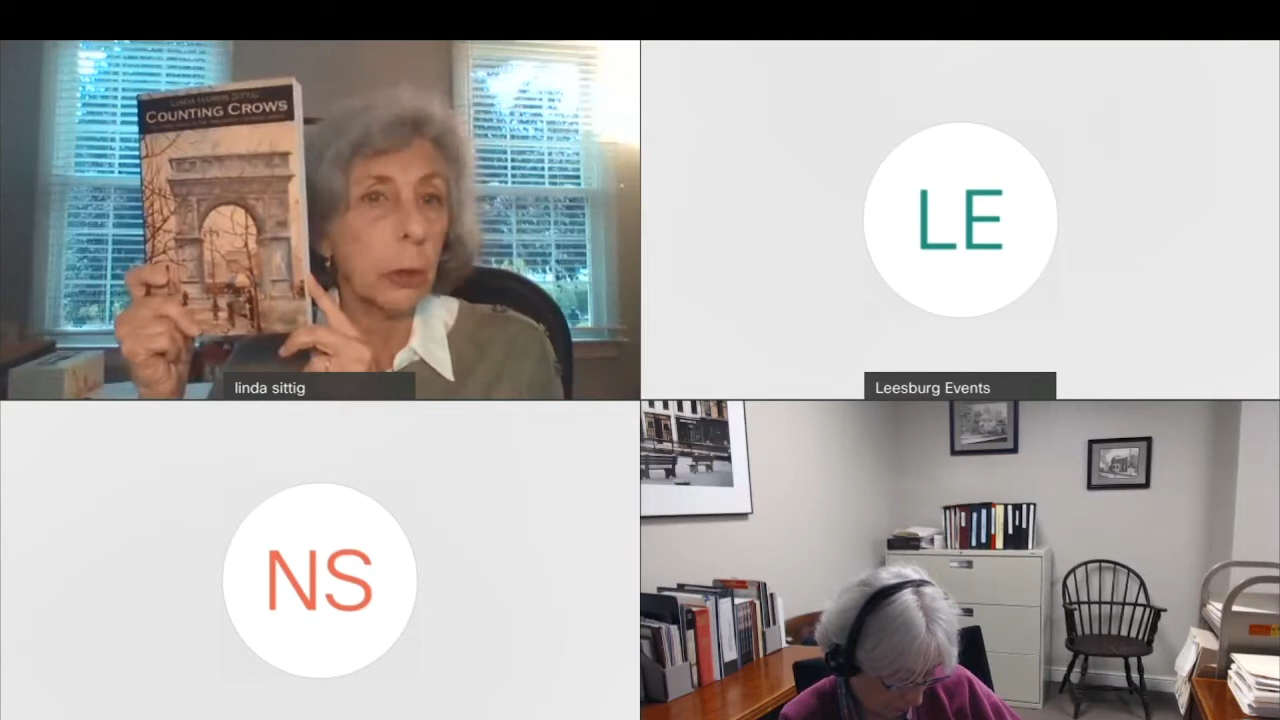 LINDA HARRIS SITTIG
COUNTING CROWS
linda sittig
LE
Leesburg Events
NS